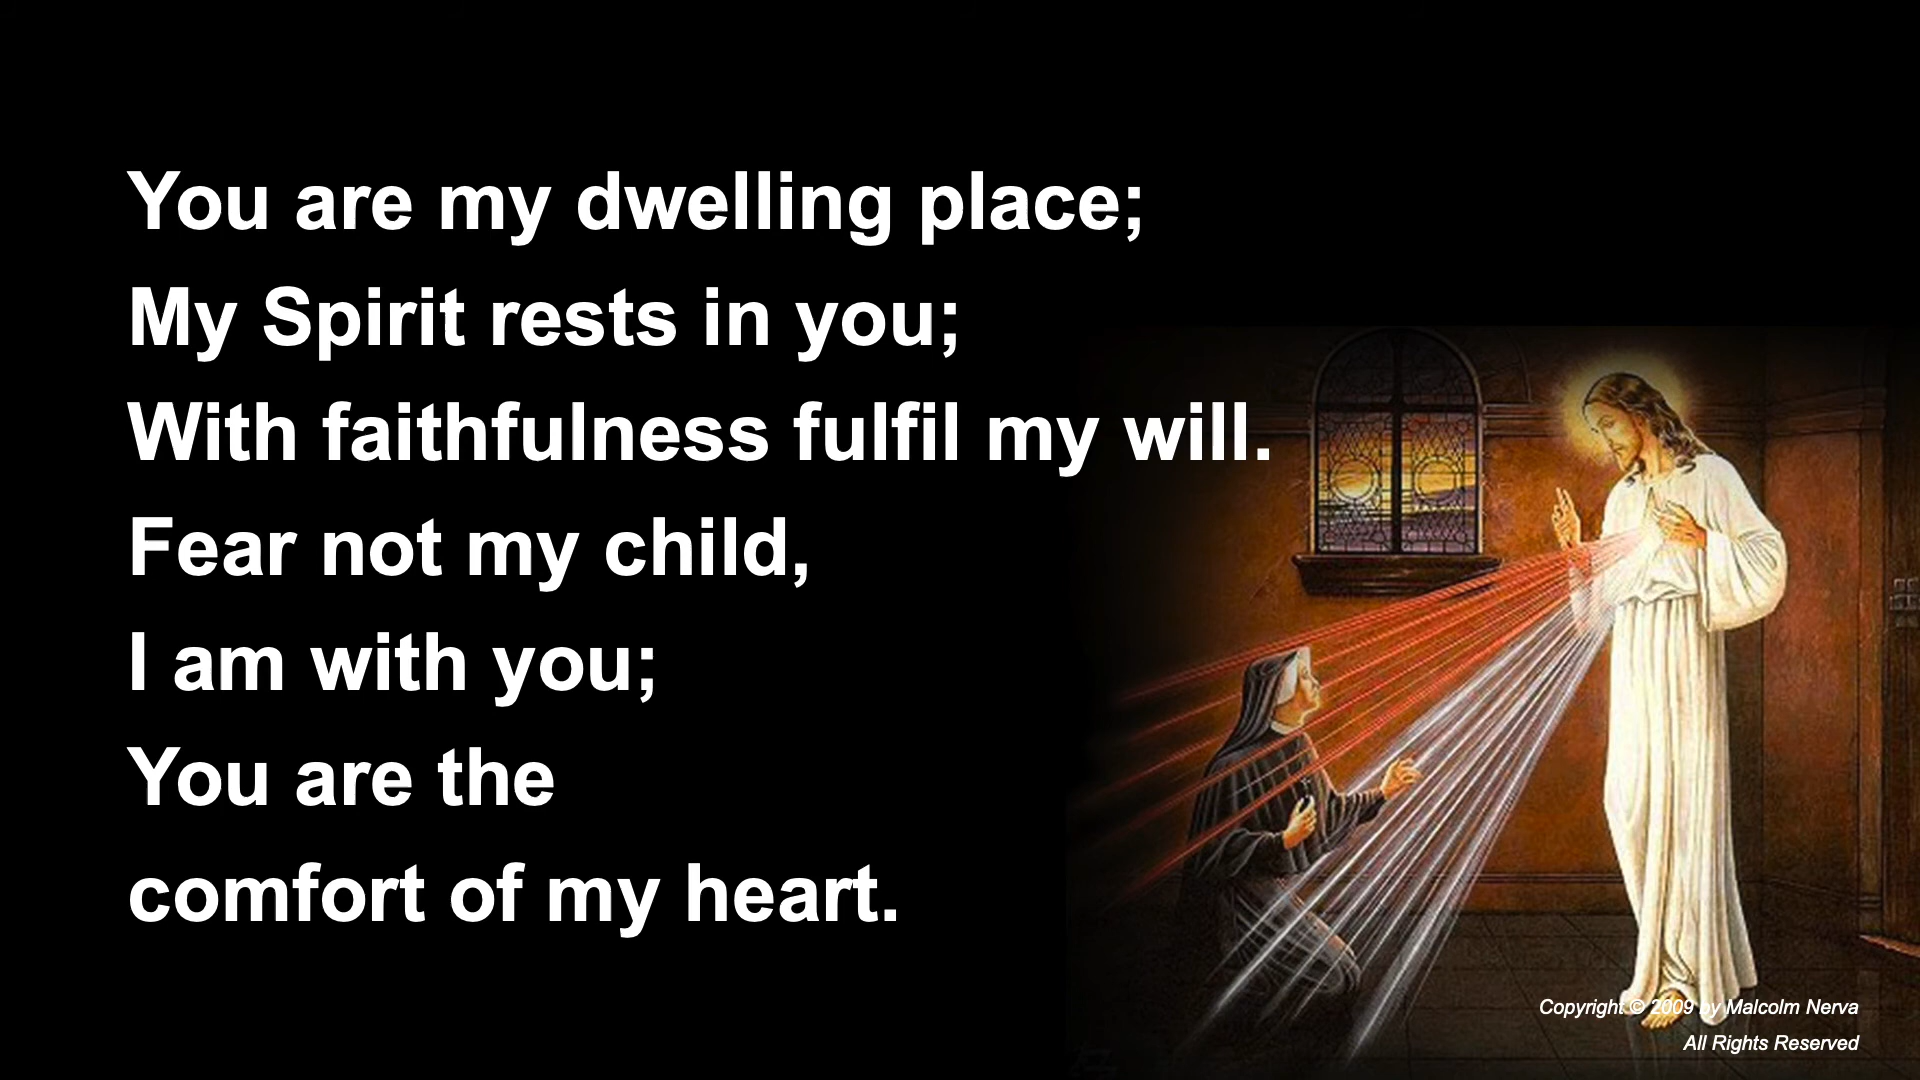 You are my dwelling place;
My Spirit rests in you;
With faithfulness fulfil my will.
Fear not my child,
I am with you;
You are the
comfort of my heart.
Copyright © 2009 by Malcolm Nerva
All Rights Reserved